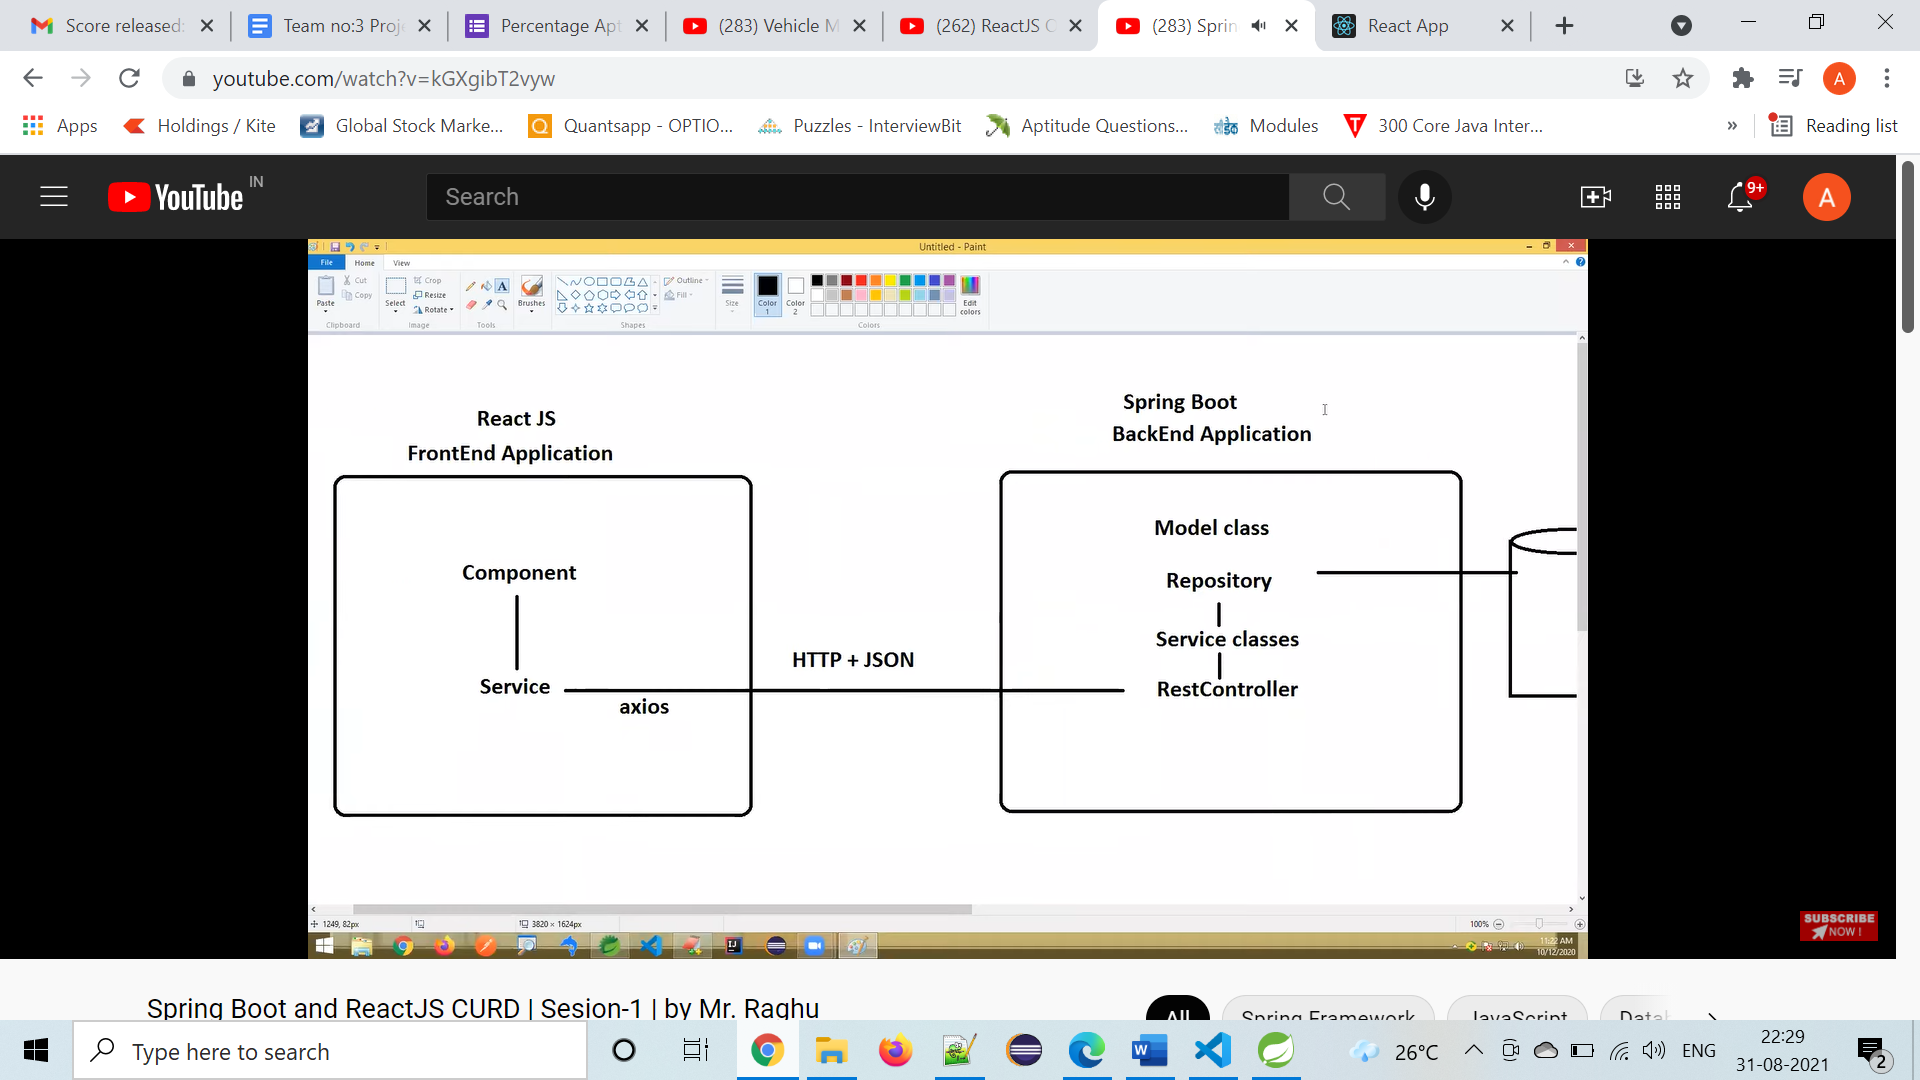 Score released:
Team no:3 Proje
Percentage Apt
(283) Vehicle M
(262) ReactJS C
(283) Sprin
React App
youtube.com/watch?v=kGXgibT2vyw
A
Apps
Holdings / Kite
Global Stock Marke...
Quantsapp - OPTIO...
Puzzles - InterviewBit
Aptitude Questions...
Modules
300 Core Java Inter...
»
Reading list
YouTube IN
Search
9+
A
Untitled - Paint
File
Home
View
Paste
Cut
Copy
Clipboard
Select
Crop
Resize
Rotate
Image
A
Tools
Brushes
Outline
Fill
Shapes
Size
Color 1
Color 2
Edit colors
Colors
React JS
FrontEnd Application
Component
Service
axios
HTTP + JSON
Spring Boot
BackEnd Application
Model class
Repository
Service classes
RestController
1249, 82px
3820 × 1624px
100%
11:22 AM
10/12/2020
SUBSCRIBE
NOW !
Spring Boot and ReactJS CURD | Sesion-1 | by Mr. Raghu
All
Spring Framework
JavaScript
Datab
Type here to search
26°C
ENG
22:29
31-08-2021
2